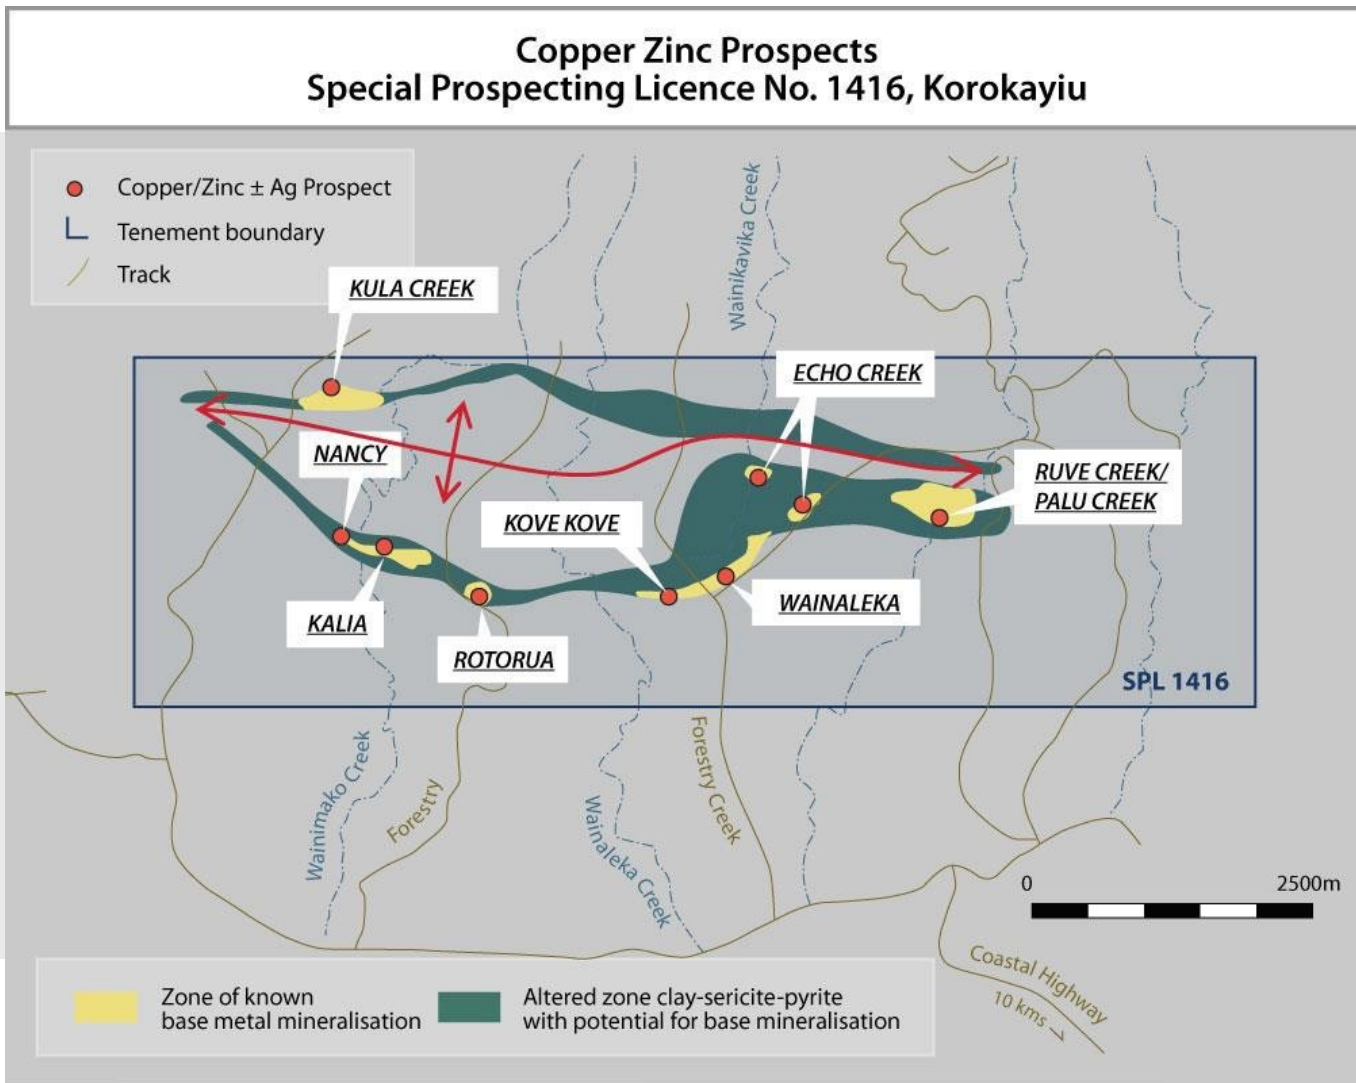 Copper Zinc Prospects
Special Prospecting Licence No. 1416, Korokayiu
Copper/Zinc ± Ag Prospect
Tenement boundary
Track
Wainikavika Creek
KULA CREEK
ECHO CREEK
NANCY
RUVE CREEK/
PALU CREEK
KOVE KOVE
KALIA
WAINALEKA
ROTORUA
SPL 1416
Wainimako Creek
Forestry
Wainaleka Creek
Forestry Creek
0
2500m
Coastal Highway
10 kms
Zone of known
base metal mineralisation
Altered zone clay-sericite-pyrite
with potential for base mineralisation